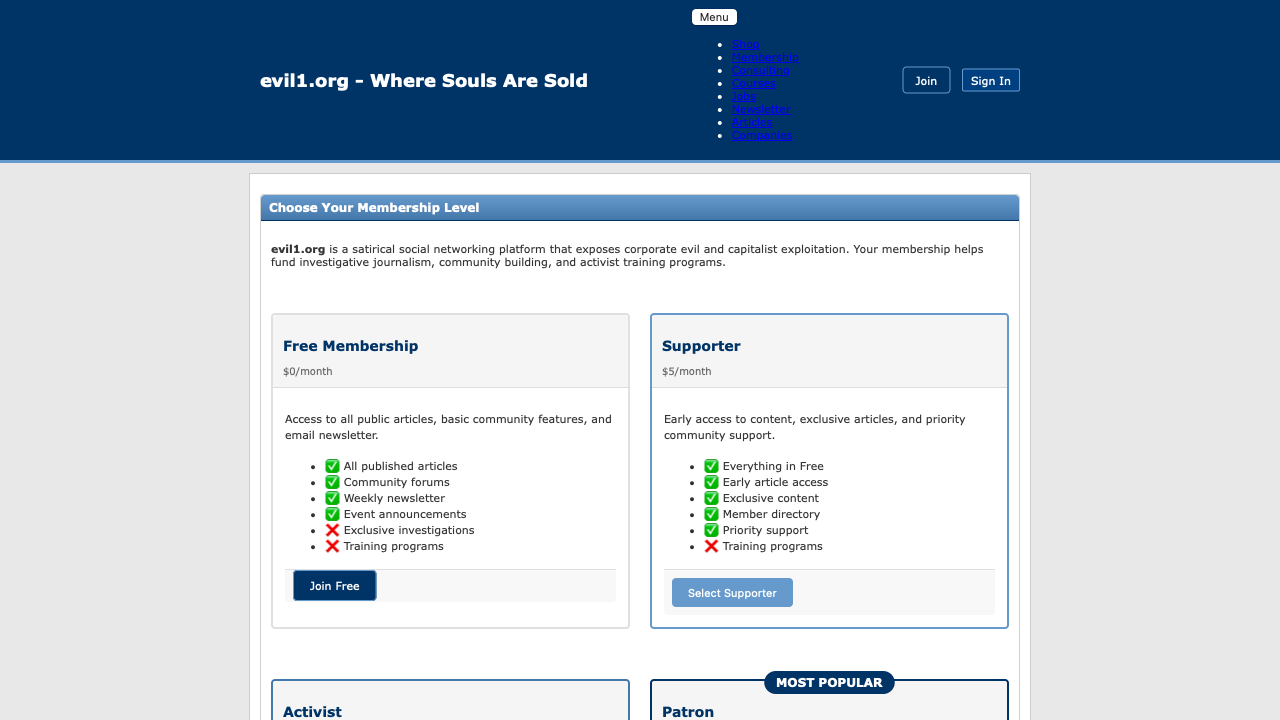 Menu
Shop
Membership
Consulting
Courses
Jobs
Newsletter
Articles
Companies
evil1.org - Where Souls Are Sold
Join
Sign In
Choose Your Membership Level
evil1.org is a satirical social networking platform that exposes corporate evil and capitalist exploitation. Your membership helps
fund investigative journalism, community building, and activist training programs.
Free Membership
$0/month
Access to all public articles, basic community features, and
email newsletter.
✅ All published articles
✅ Community forums
✅ Weekly newsletter
✅ Event announcements
❌ Exclusive investigations
❌ Training programs
Join Free
Supporter
$5/month
Early access to content, exclusive articles, and priority
community support.
✅ Everything in Free
✅ Early article access
✅ Exclusive content
✅ Member directory
✅ Priority support
❌ Training programs
Select Supporter
Activist
MOST POPULAR
Patron